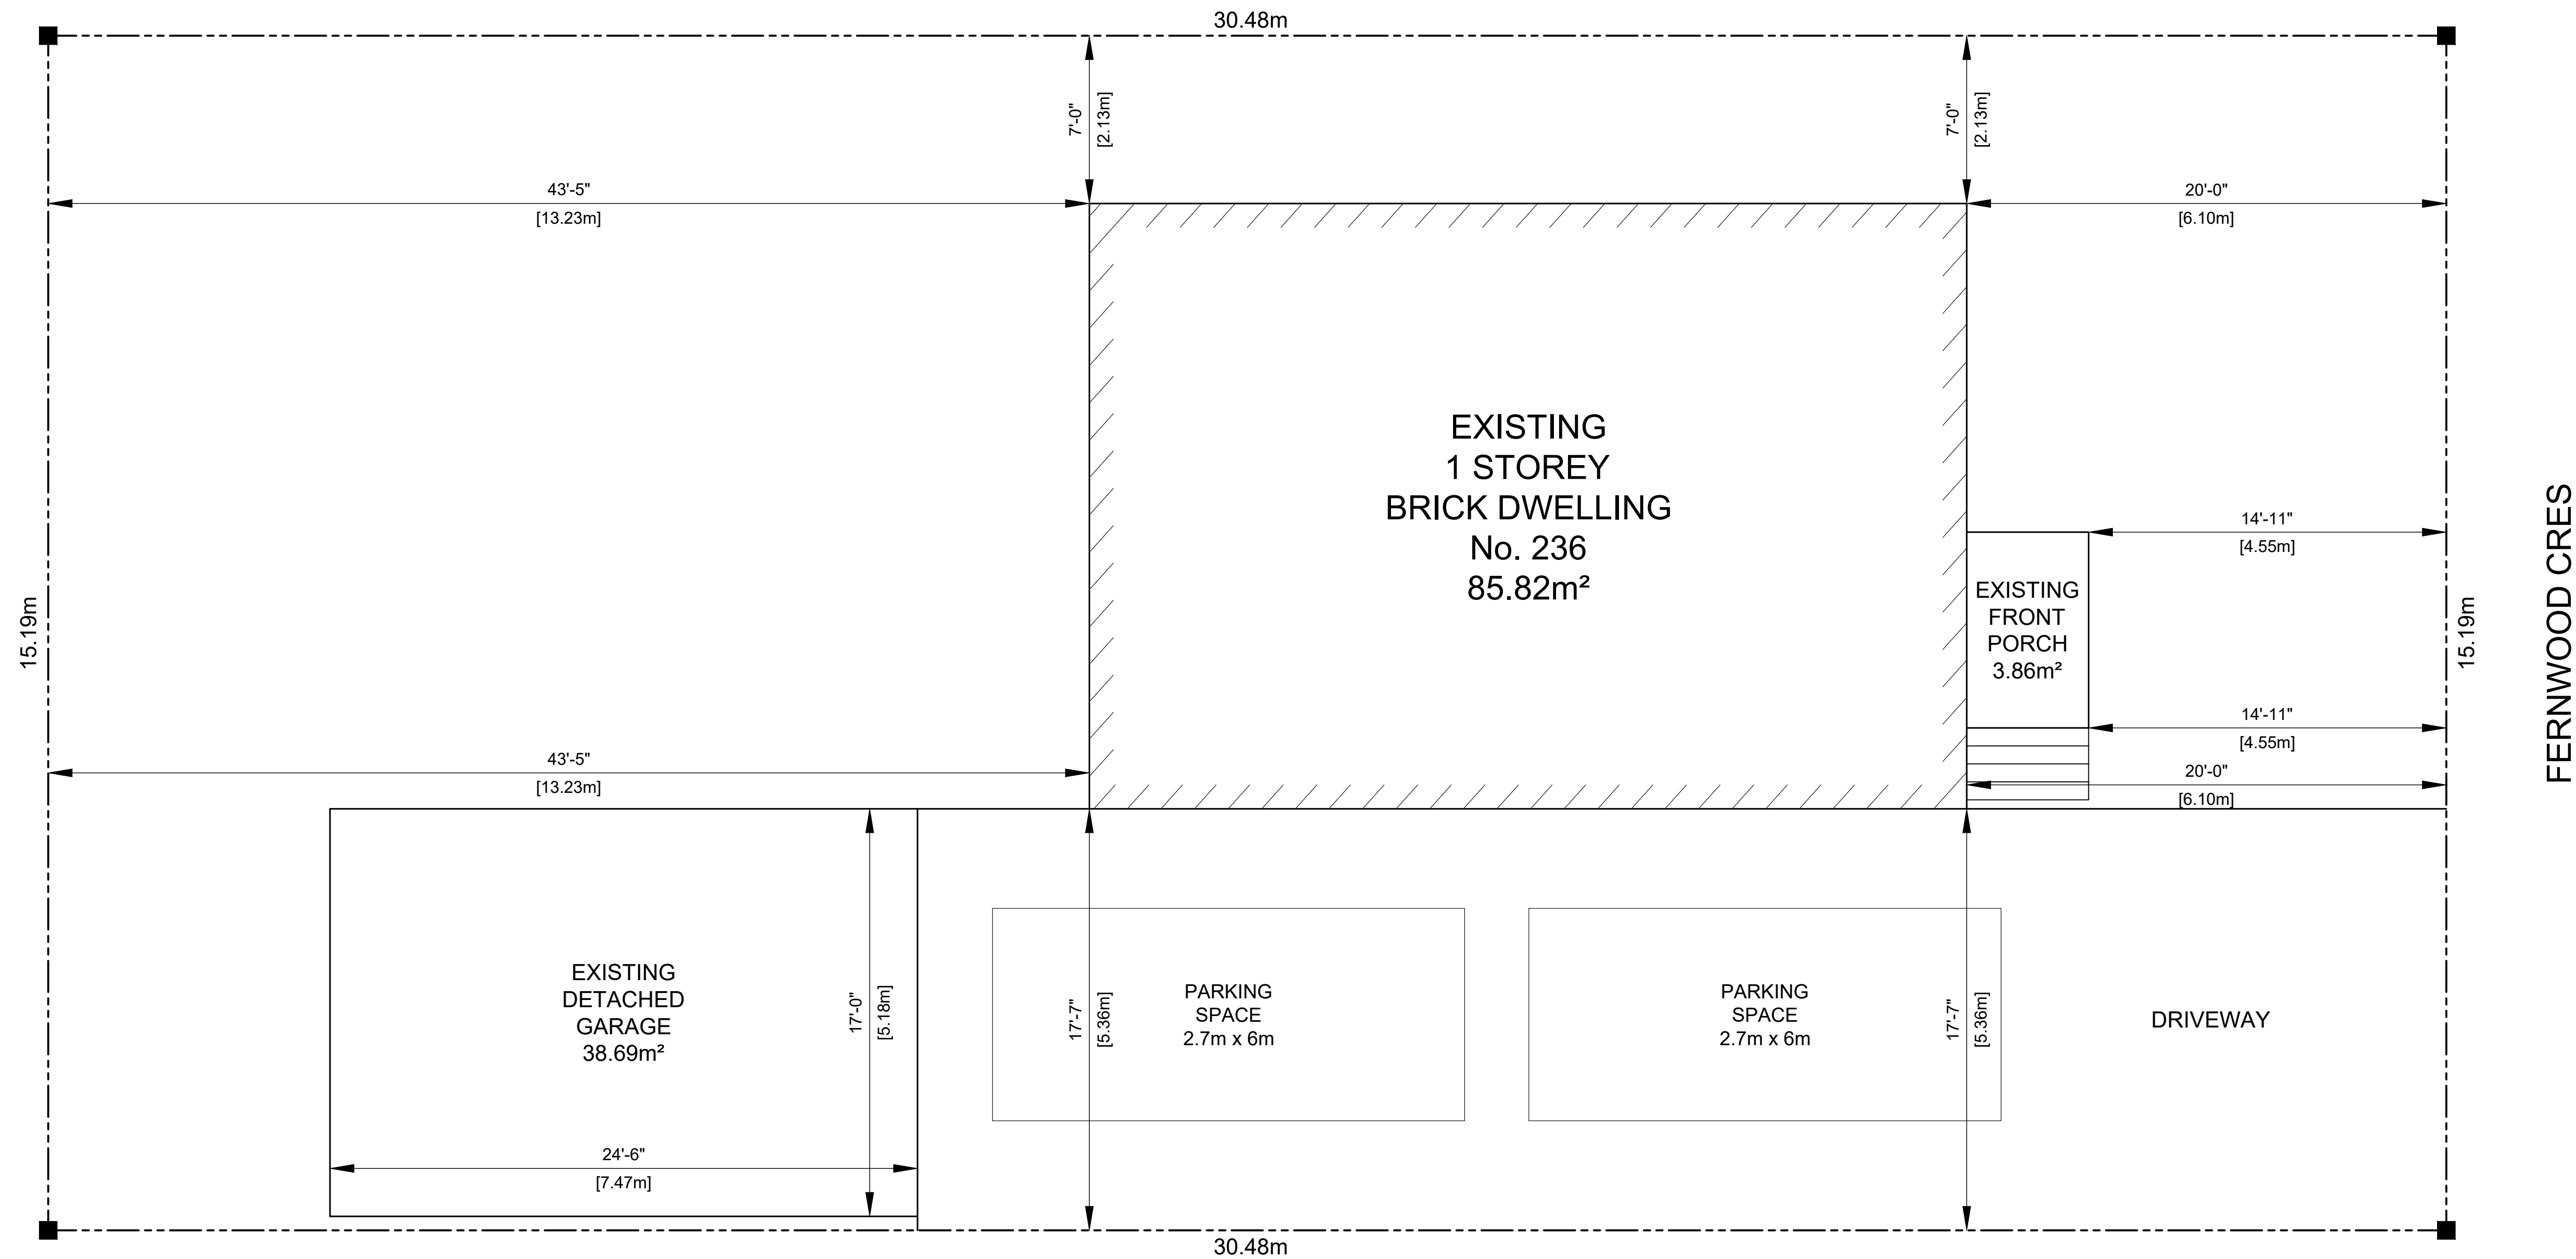 30.48m
7'-0"
[2.13m]
7'-0"
[2.13m]
43'-5"
[13.23m]
20'-0"
[6.10m]
EXISTING
1 STOREY
BRICK DWELLING
No. 236
85.82m²
14'-11"
[4.55m]
EXISTING
FRONT
PORCH
3.86m²
15.19m
15.19m
FERNWOOD CRES
14'-11"
[4.55m]
43'-5"
[13.23m]
20'-0"
[6.10m]
EXISTING
DETACHED
GARAGE
38.69m²
17'-0"
[5.18m]
17'-7"
[5.36m]
PARKING
SPACE
2.7m x 6m
PARKING
SPACE
2.7m x 6m
17'-7"
[5.36m]
DRIVEWAY
24'-6"
[7.47m]
30.48m